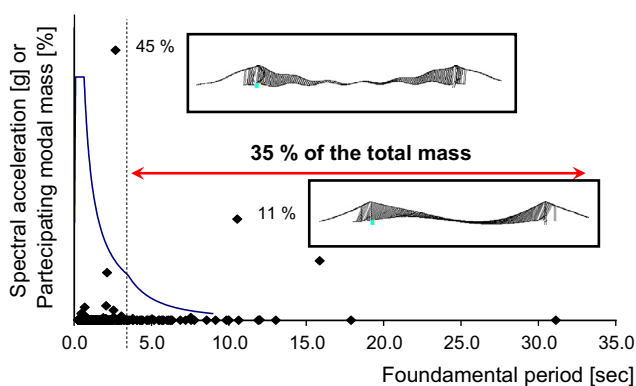 Spectral acceleration [g] or
Partecipating modal mass [%]
45 %
35 % of the total mass
11 %
0.0 5.0 10.0 15.0 20.0 25.0 30.0 35.0
Foundamental period [sec]